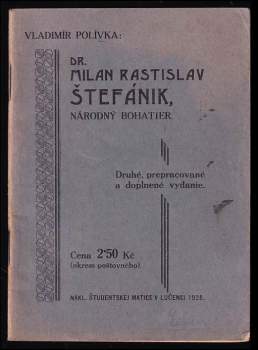 VLADIMÍR POLÍVKA:
DR.
MILAN RASTISLAV
ŠTEFÁNIK,
NÁRODNÝ BOHATIER.
Druhé, prepracované
a doplnené vydanie.
Cena 2·50 Kč
(okrem poštovného)
NÁKL. ŠTUDENTSKEJ MATICE V LUČENCI 1928.